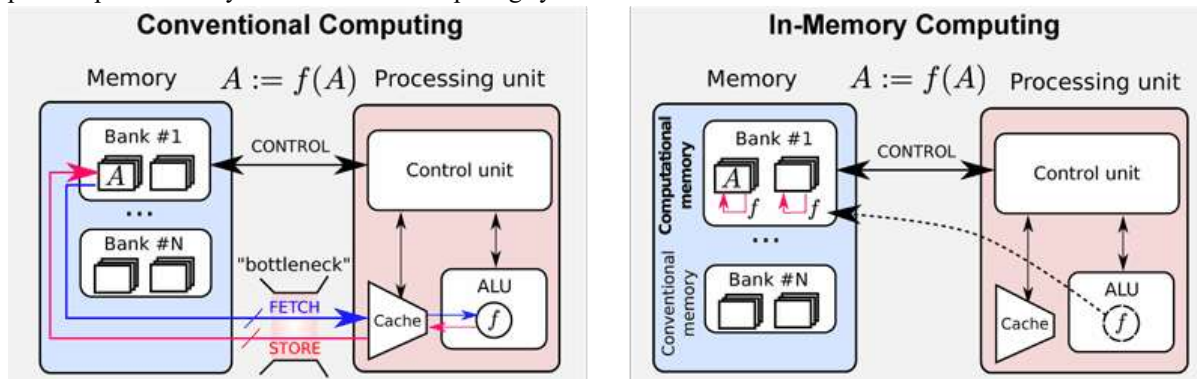 Conventional Computing
Memory
A := f(A)
Processing unit
Bank #1
A
...
Bank #N
CONTROL
Control unit
"bottleneck"
FETCH
STORE
Cache
ALU
f
In-Memory Computing
Memory
A := f(A)
Processing unit
Computational
memory
Bank #1
A
f
f
...
Conventional
memory
Bank #N
CONTROL
Control unit
Cache
ALU
f